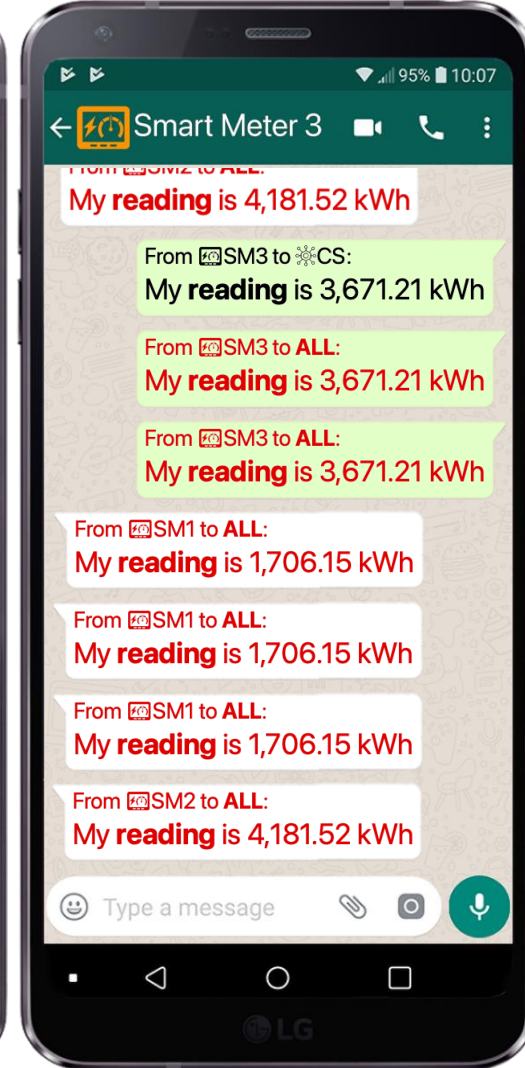 95% 10:07
Smart Meter 3
From SM2 to ALL:
My reading is 4,181.52 kWh
From SM3 to CS:
My reading is 3,671.21 kWh
From SM3 to ALL:
My reading is 3,671.21 kWh
From SM3 to ALL:
My reading is 3,671.21 kWh
From SM1 to ALL:
My reading is 1,706.15 kWh
From SM1 to ALL:
My reading is 1,706.15 kWh
From SM1 to ALL:
My reading is 1,706.15 kWh
From SM2 to ALL:
My reading is 4,181.52 kWh
Type a message
LG